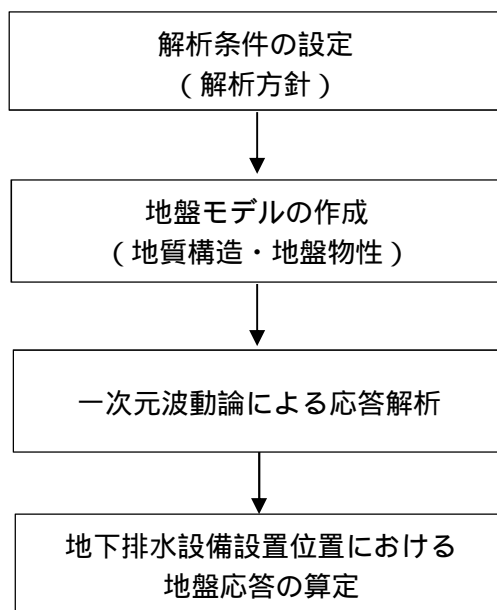 解析条件の設定
(解析方針)
地盤モデルの作成
(地質構造・地盤物性)
一次元波動論による応答解析
地下排水設備設置位置における
地盤応答の算定